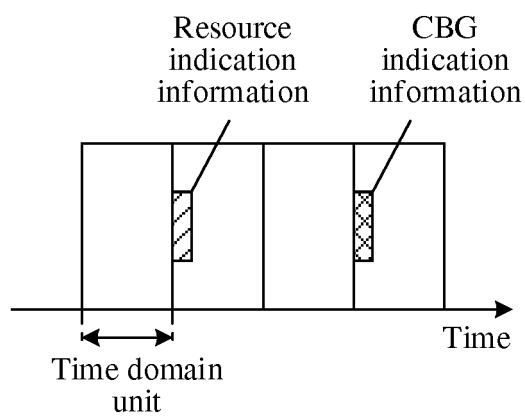 Resource
indication
information
CBG
indication
information
Time
Time domain
unit